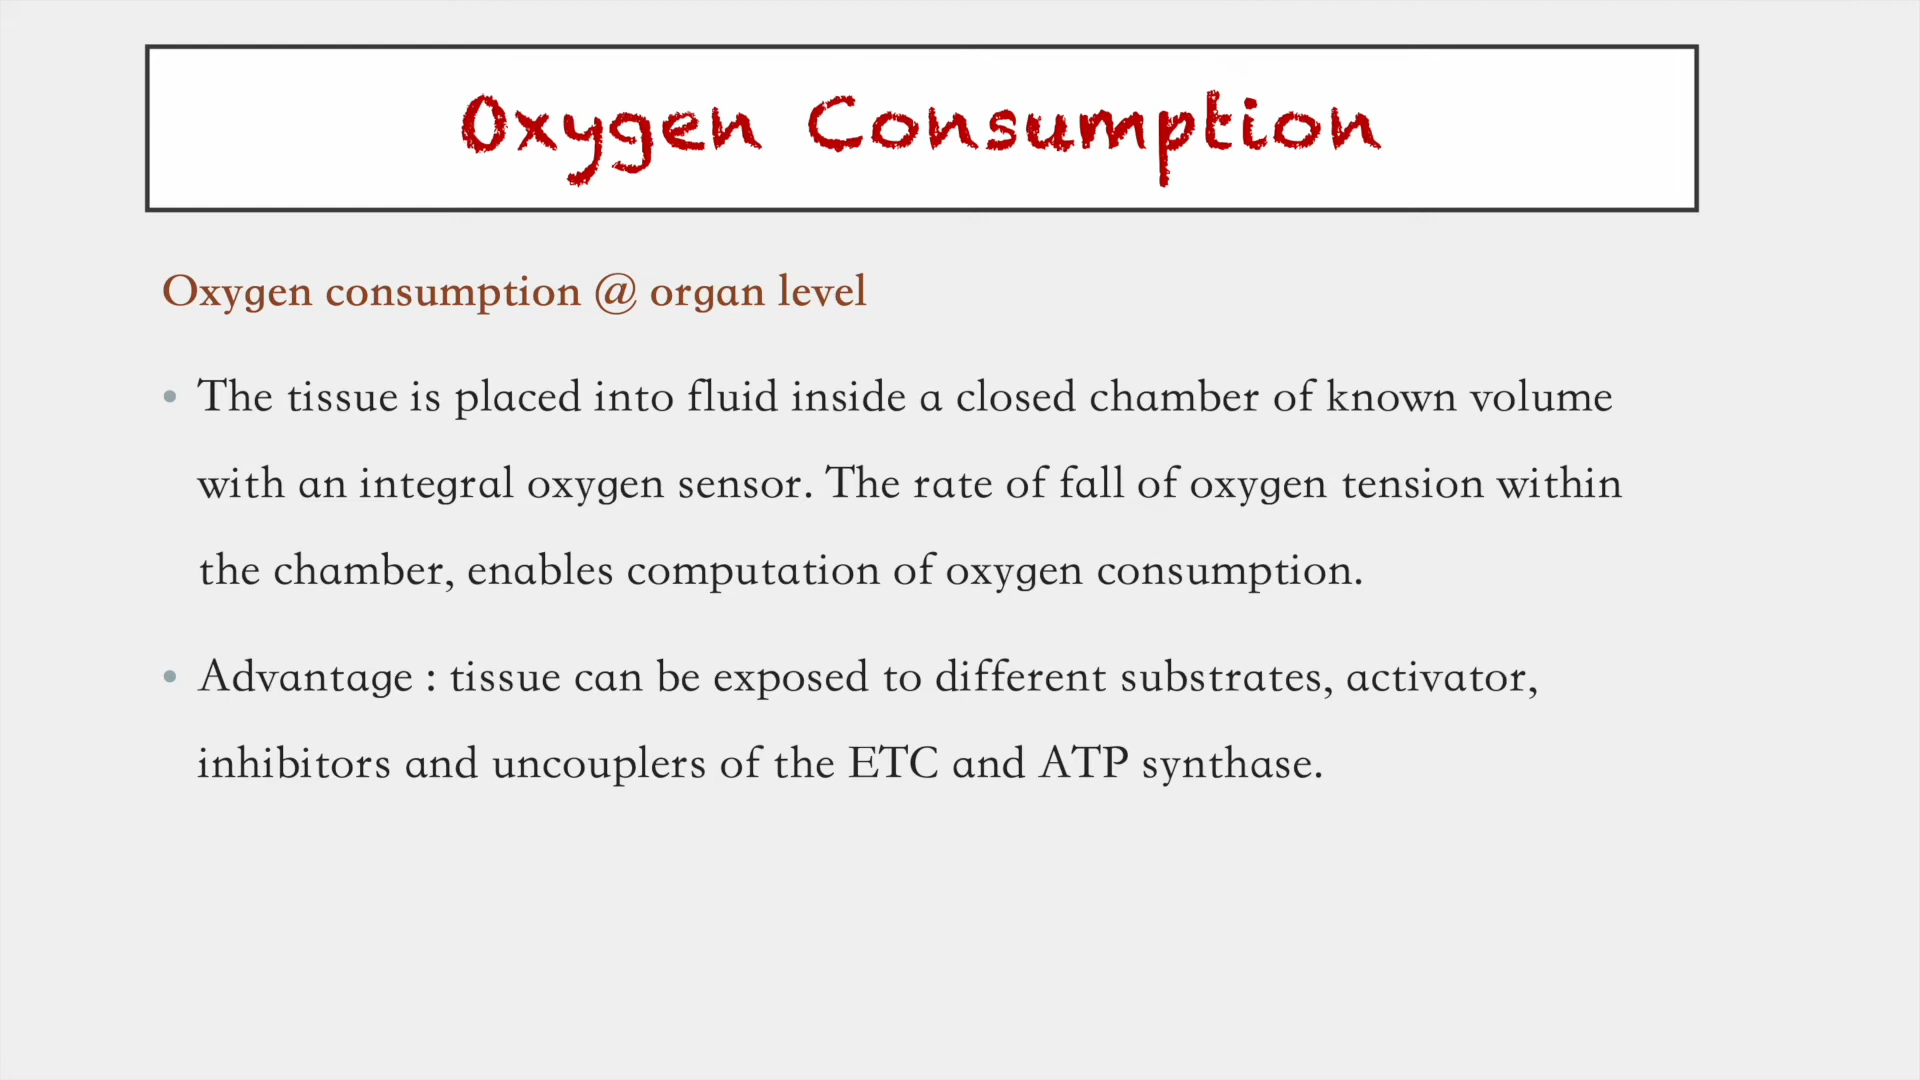 Oxygen Consumption
Oxygen consumption @ organ level
• The tissue is placed into fluid inside a closed chamber of known volume
with an integral oxygen sensor. The rate of fall of oxygen tension within
the chamber, enables computation of oxygen consumption.
• Advantage : tissue can be exposed to different substrates, activator,
inhibitors and uncouplers of the ETC and ATP synthase.